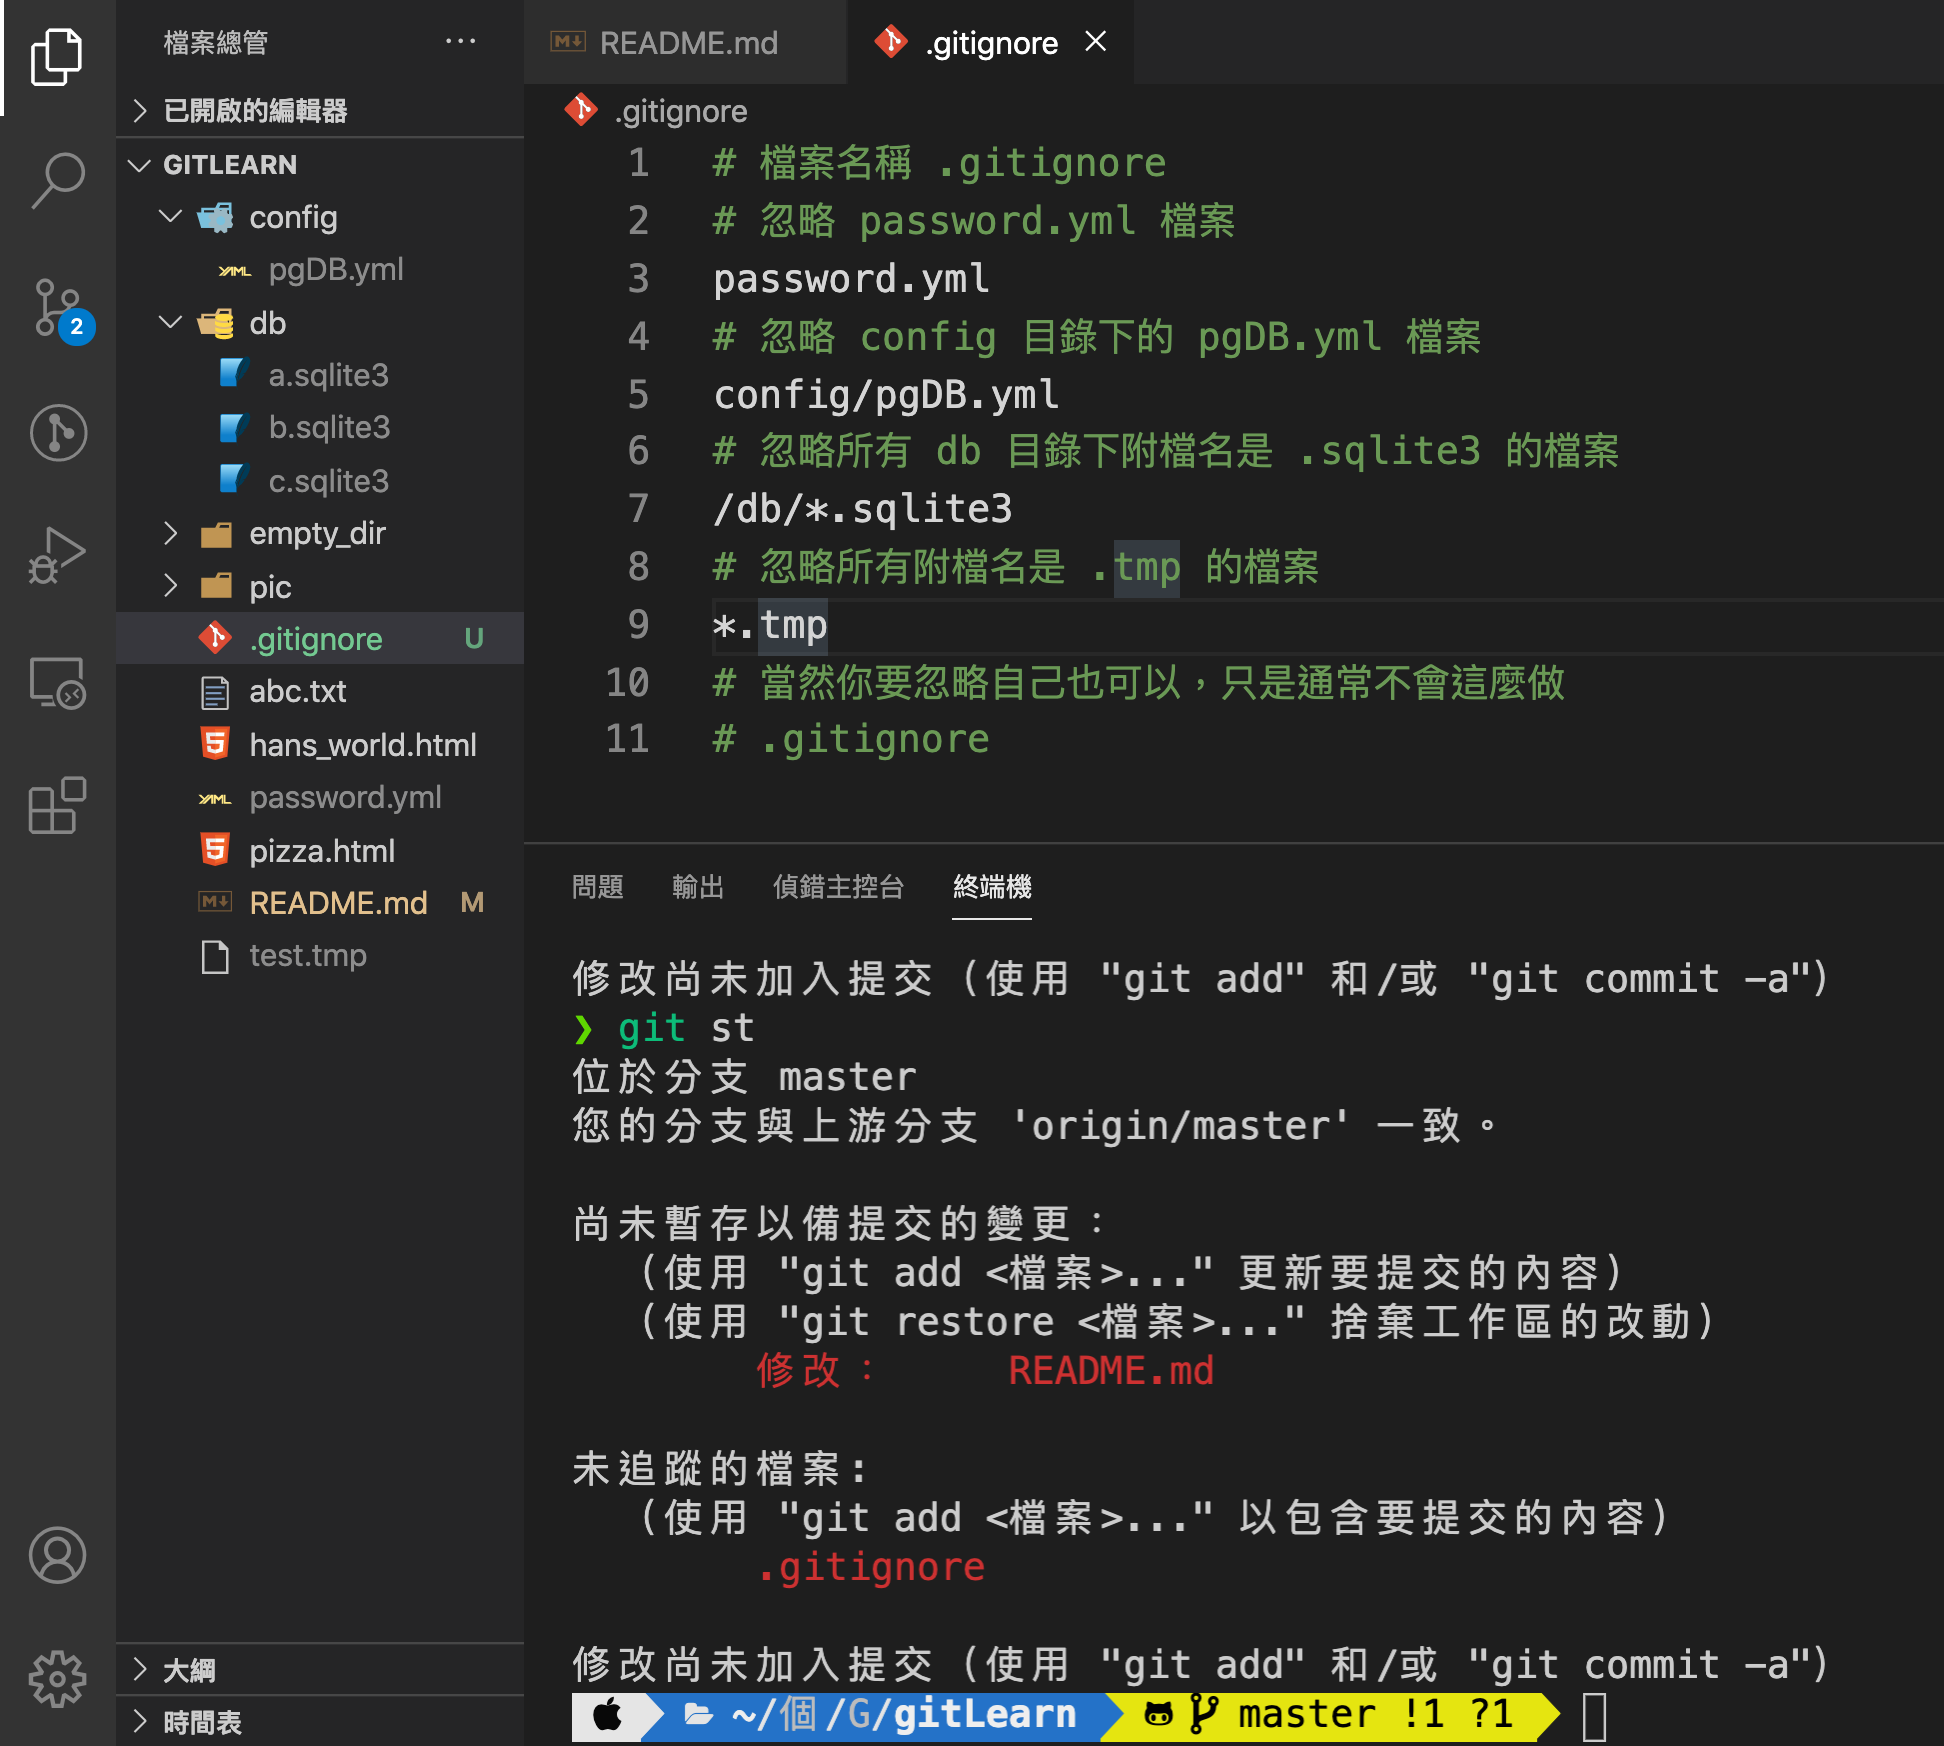 檔案總管
···
已開啟的編輯器
GITLEARN
config
YAML pgDB.yml
db
a.sqlite3
b.sqlite3
c.sqlite3
empty_dir
pic
.gitignore U
abc.txt
hans_world.html
YAML password.yml
pizza.html
README.md M
test.tmp
大綱
時間表
2
README.md
.gitignore
.gitignore
1 # 檔案名稱 .gitignore
2 # 忽略 password.yml 檔案
3 password.yml
4 # 忽略 config 目錄下的 pgDB.yml 檔案
5 config/pgDB.yml
6 # 忽略所有 db 目錄下附檔名是 .sqlite3 的檔案
7 /db/*.sqlite3
8 # 忽略所有附檔名是 .tmp 的檔案
9 *.tmp
10 # 當然你要忽略自己也可以，只是通常不會這麼做
11 # .gitignore
問題 輸出 偵錯主控台 終端機
修改尚未加入提交（使用 "git add" 和/或 "git commit -a"）
❯ git st
位於分支 master
您的分支與上游分支 'origin/master' 一致。
尚未暫存以備提交的變更：
（使用 "git add <檔案>..." 更新要提交的內容）
（使用 "git restore <檔案>..." 捨棄工作區的改動）
修改： README.md
未追蹤的檔案:
（使用 "git add <檔案>..." 以包含要提交的內容）
.gitignore
修改尚未加入提交（使用 "git add" 和/或 "git commit -a"）
~/個/G/gitLearn master !1 ?1